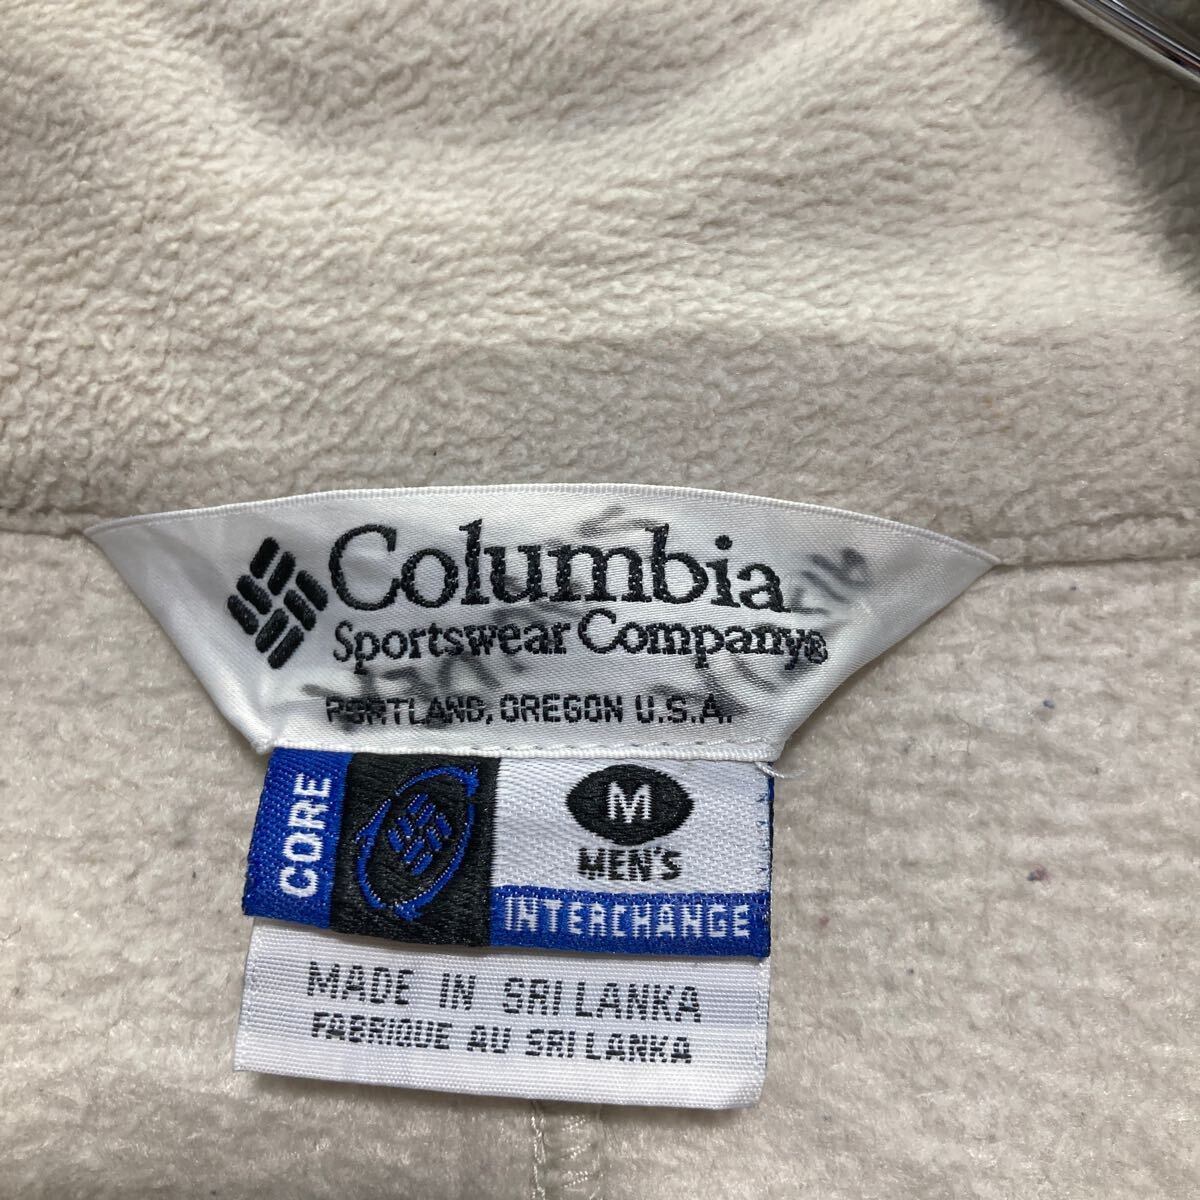 Columbia
Sportswear Company®
PORTLAND, OREGON U.S.A.
CORE
M
MEN'S
INTERCHANGE
MADE IN SRI LANKA
FABRIQUE AU SRI LANKA